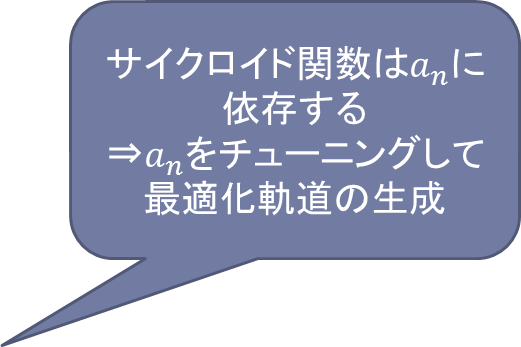 サイクロイド関数は𝑎ₙに
依存する
⇒𝑎ₙをチューニングして
最適化軌道の生成